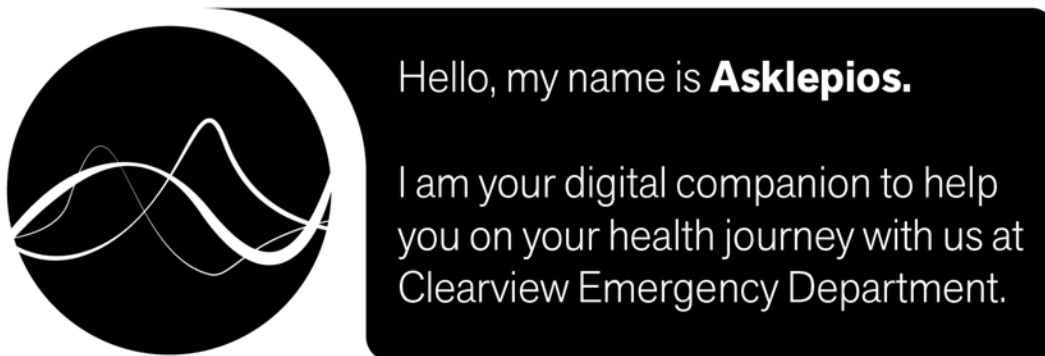 Hello, my name is Asklepios.
I am your digital companion to help
you on your health journey with us at
Clearview Emergency Department.